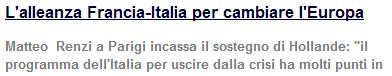 L'alleanza Francia-Italia per cambiare l'Europa
Matteo Renzi a Parigi incassa il sostegno di Hollande: "il
programma dell'Italia per uscire dalla crisi ha molti punti in